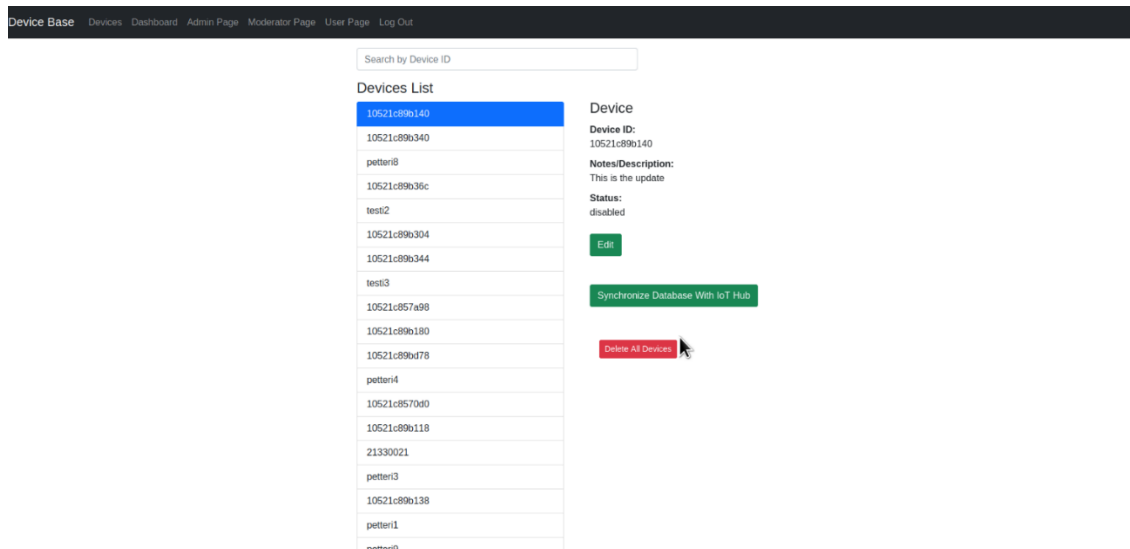 Device Base Devices Dashboard Admin Page Moderator Page User Page Log Out
Search by Device ID
Devices List
10521c89b140
10521c89b340
petteri8
10521c89b36c
testi2
10521c89b304
10521c89b344
testi3
10521c857a98
10521c89b180
10521c89bd78
petteri4
10521c8570d0
10521c89b118
21330021
petteri3
10521c89b138
petteri1
Device
Device ID:
10521c89b140
Notes/Description:
This is the update
Status:
disabled
Edit
Synchronize Database With IoT Hub
Delete All Devices